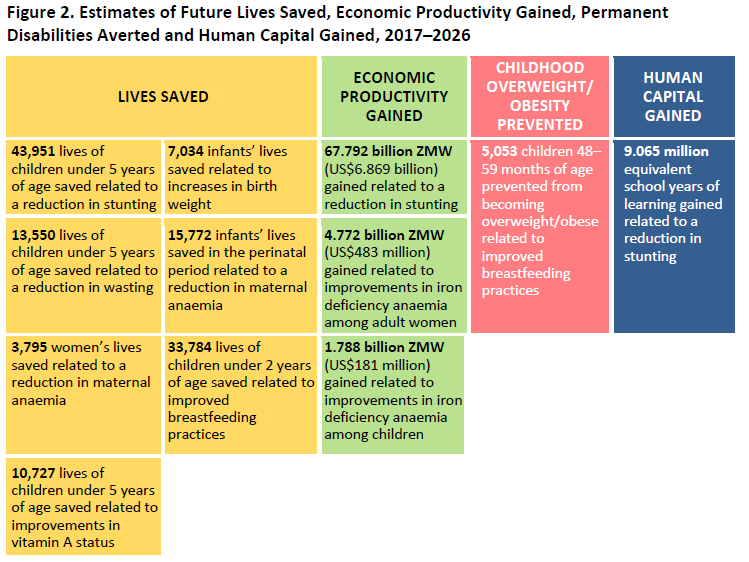 Figure 2. Estimates of Future Lives Saved, Economic Productivity Gained, Permanent
Disabilities Averted and Human Capital Gained, 2017–2026
LIVES SAVED
ECONOMIC
PRODUCTIVITY
GAINED
CHILDHOOD
OVERWEIGHT/
OBESITY
PREVENTED
HUMAN
CAPITAL
GAINED
43,951 lives of
children under 5 years
of age saved related to
a reduction in stunting
7,034 infants’ lives
saved related to
increases in birth
weight
67.792 billion ZMW
(US$6.869 billion)
gained related to a
reduction in stunting
5,053 children 48–
59 months of age
prevented from
becoming
overweight/obese
related to
improved
breastfeeding
practices
9.065 million
equivalent
school years of
learning gained
related to a
reduction in
stunting
13,550 lives of
children under 5 years
of age saved related to
a reduction in wasting
15,772 infants’ lives
saved in the perinatal
period related to a
reduction in maternal
anaemia
4.772 billion ZMW
(US$483 million)
gained related to
improvements in iron
deficiency anaemia
among adult women
3,795 women’s lives
saved related to a
reduction in maternal
anaemia
33,784 lives of
children under 2 years
of age saved related to
improved
breastfeeding
practices
1.788 billion ZMW
(US$181 million)
gained related to
improvements in iron
deficiency anaemia
among children
10,727 lives of
children under 5 years
of age saved related to
improvements in
vitamin A status